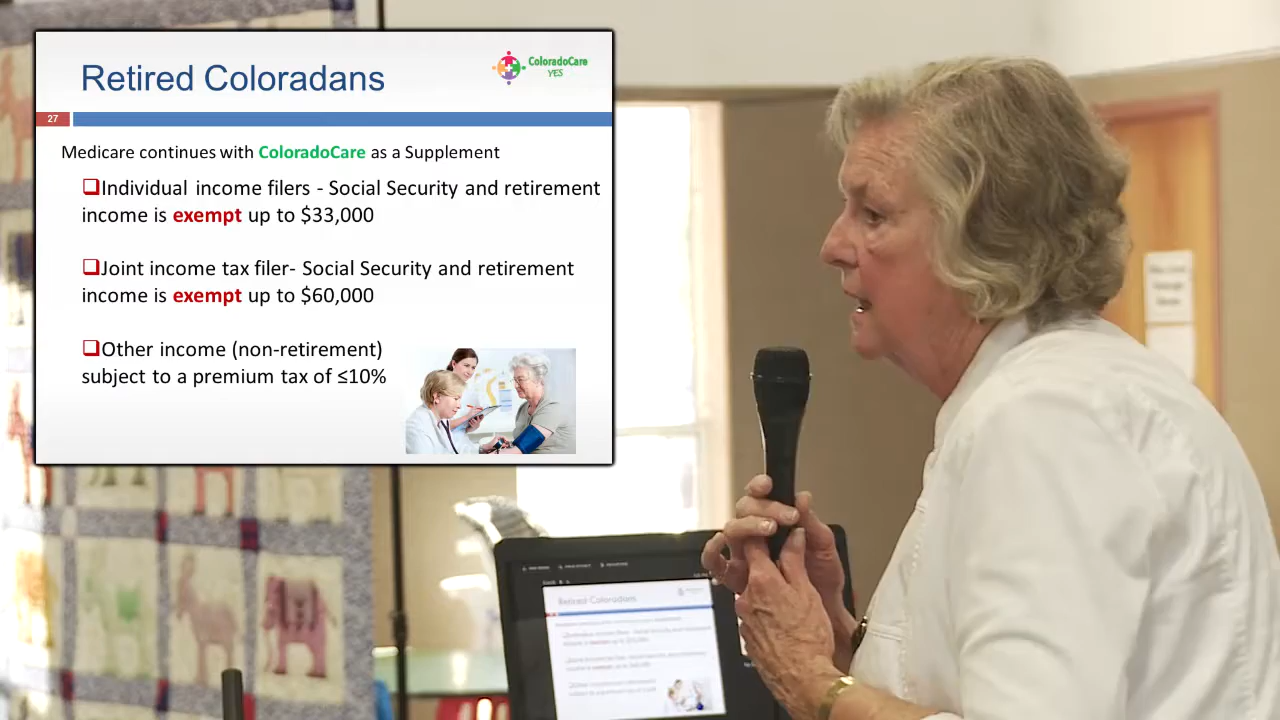 Retired Coloradans
ColoradoCare
YES
27
Medicare continues with ColoradoCare as a Supplement
❑Individual income filers - Social Security and retirement
income is exempt up to $33,000
❑Joint income tax filer- Social Security and retirement
income is exempt up to $60,000
❑Other income (non-retirement)
subject to a premium tax of ≤10%
Retired Coloradans